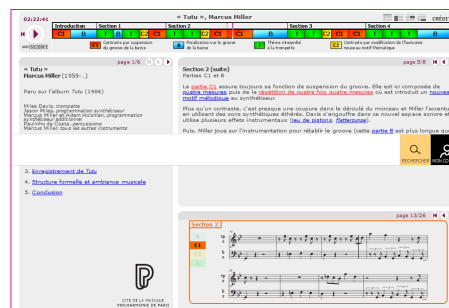 02:22:41
« Tutu », Marcus Miller
CRÉDI
Introduction Section 1 Section 2 Section 3 Section 4
C1 B T B T C2 C1 B T C2 C1 B T T B C2 C1 T T T B
C1 Contraste par suspension du groove de la basse
B Focalisation sur le groove de la basse
T Thème interprété à la trompette
C2 Contraste par modification de l'harmonie
page 1/6
« Tutu »
Marcus Miller (1959-...)
Paru sur l'album Tutu (1986)
Miles Davis, trompette
Jason Miles, programmation synthétiseur
Marcus Miller et Adam Holzman, programmation
synthétiseur additionnel
Paulinho da Costa, percussions
Marcus Miller, tous les autres instruments
page 5/8
Section 2 (suite)
Parties C1 et B
La partie C1 assure toujours sa fonction de suspension du groove. Elle est ici composée de
quatre mesures puis de la répétition de quatre fois quatre mesures où est introduit un nouveau
motif mélodique au synthétiseur.
Plus qu'un contraste, c'est presque une coupure dans le déroulé du morceau et Miller l'accentue
en utilisant des sons synthétiques éthérés. Davis s'engouffre dans ce nouvel espace sonore et
utilise plusieurs effets instrumentaux (jeu de pistons, flatterzunge).
Puis, Miller joue sur l'instrumentation pour rétablir le groove (cette partie B est plus longue que
RECHERCHER
MON CO
3. Enregistrement de Tutu
4. Structure formelle et ambiance musicale
5. Conclusion
CITÉ DE LA MUSIQUE
PHILHARMONIE DE PARIS
page 13/26
Section 2
B
C1
C2